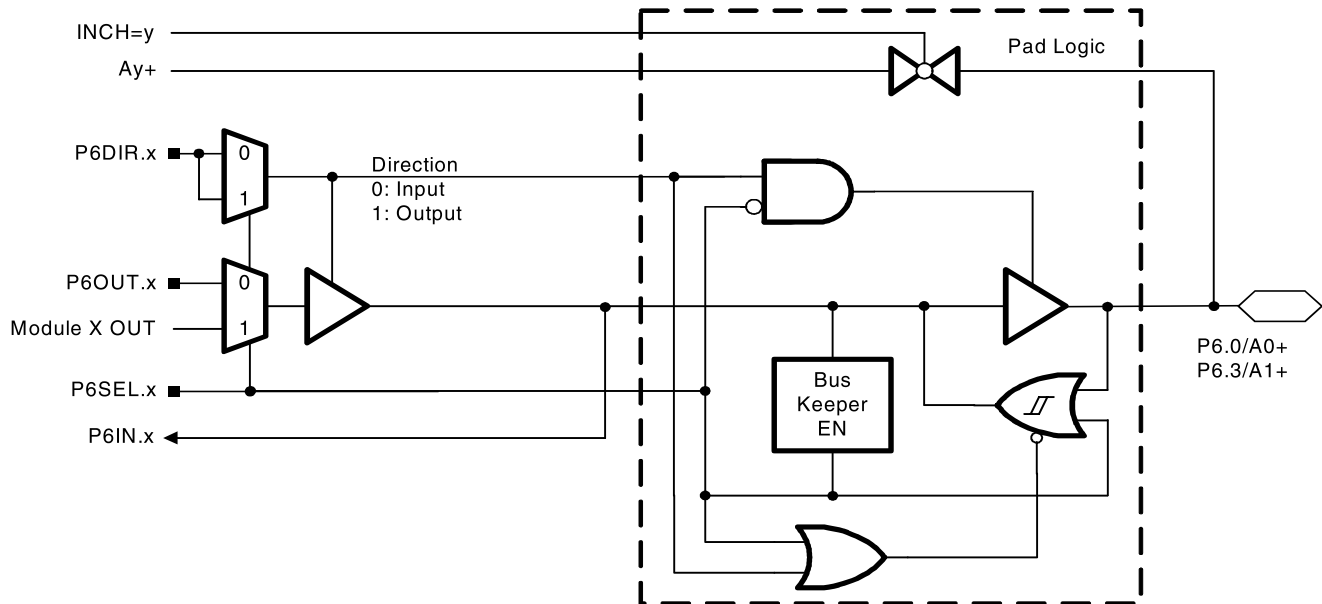 INCH=y
Pad Logic
Ay+
P6DIR.x
0
1
Direction
0: Input
1: Output
P6OUT.x
0
Module X OUT
1
P6SEL.x
P6IN.x
Bus
Keeper
EN
P6.0/A0+
P6.3/A1+